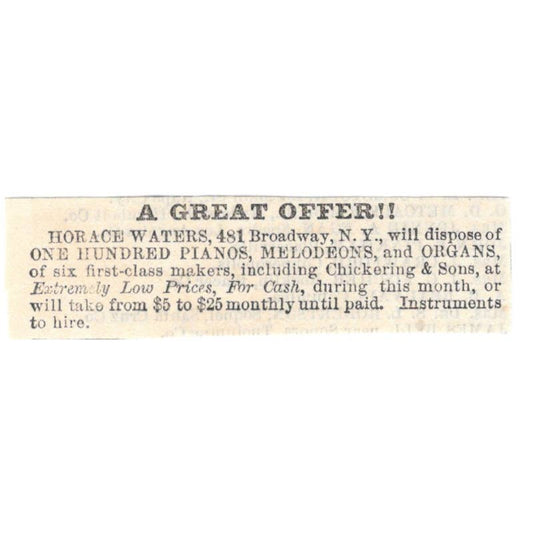 A GREAT OFFER!!
HORACE WATERS, 481 Broadway, N. Y., will dispose of
ONE HUNDRED PIANOS, MELODEONS, and ORGANS,
of six first-class makers, including Chickering & Sons, at
Extremely Low Prices, For Cash, during this month, or
will take from $5 to $25 monthly until paid. Instruments
to hire.